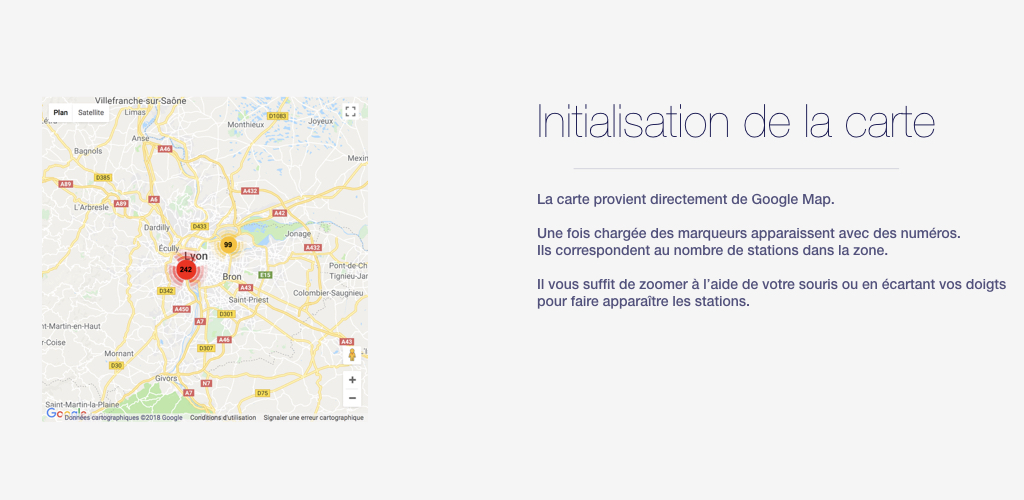 Villefranche-sur-Saône
Plan
Satellite
Limas
D1083
Monthieux
Joyeux
Anse
A46
Bagnols
Mexin
D385
A89
A432
L'Arbresle
A89
A6
A42
Dardilly
D433
Jonage
Écully
99
A432
Lyon
242
Pont-de-Ch
Bron
E15
Tignieu-Jar
D342
A43
Colombier-Saugnieu
Saint-Priest
A450
D301
A7
nt-Martin-en-Haut
r-Coise
A46
A43
D307
Mornant
D30
Givors
N7
A7
D75
Saint-Martin-la-Plaine
Google
Données cartographiques ©2018 Google
Conditions d'utilisation
Signaler une erreur cartographique
Initialisation de la carte
La carte provient directement de Google Map.
Une fois chargée des marqueurs apparaissent avec des numéros.
Ils correspondent au nombre de stations dans la zone.
Il vous suffit de zoomer à l'aide de votre souris ou en écartant vos doigts
pour faire apparaître les stations.